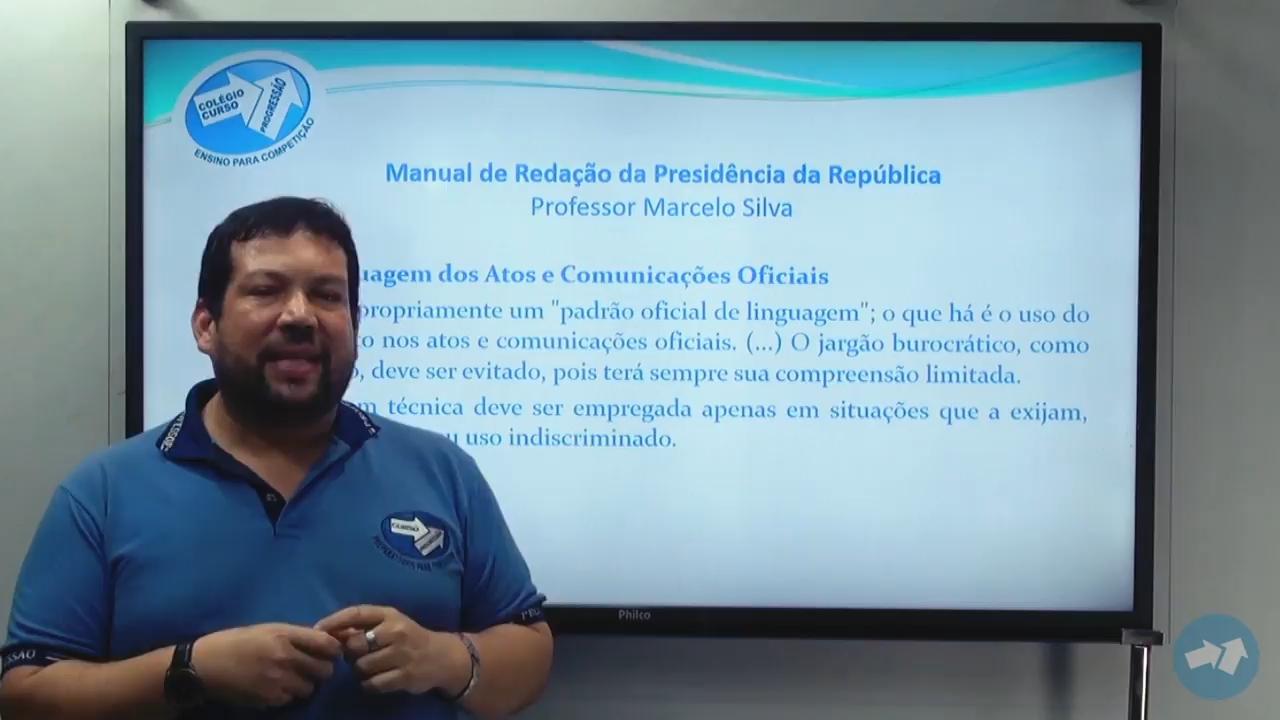 COLÉGIO
CURSO
PROGRESSÃO
ENSINO PARA COMPETIÇÃO
Manual de Redação da Presidência da República
Professor Marcelo Silva
uagem dos Atos e Comunicações Oficiais
propriamente um "padrão oficial de linguagem"; o que há é o uso do
o nos atos e comunicações oficiais. (...) O jargão burocrático, como
, deve ser evitado, pois terá sempre sua compreensão limitada.
m técnica deve ser empregada apenas em situações que a exijam,
u uso indiscriminado.
Philco